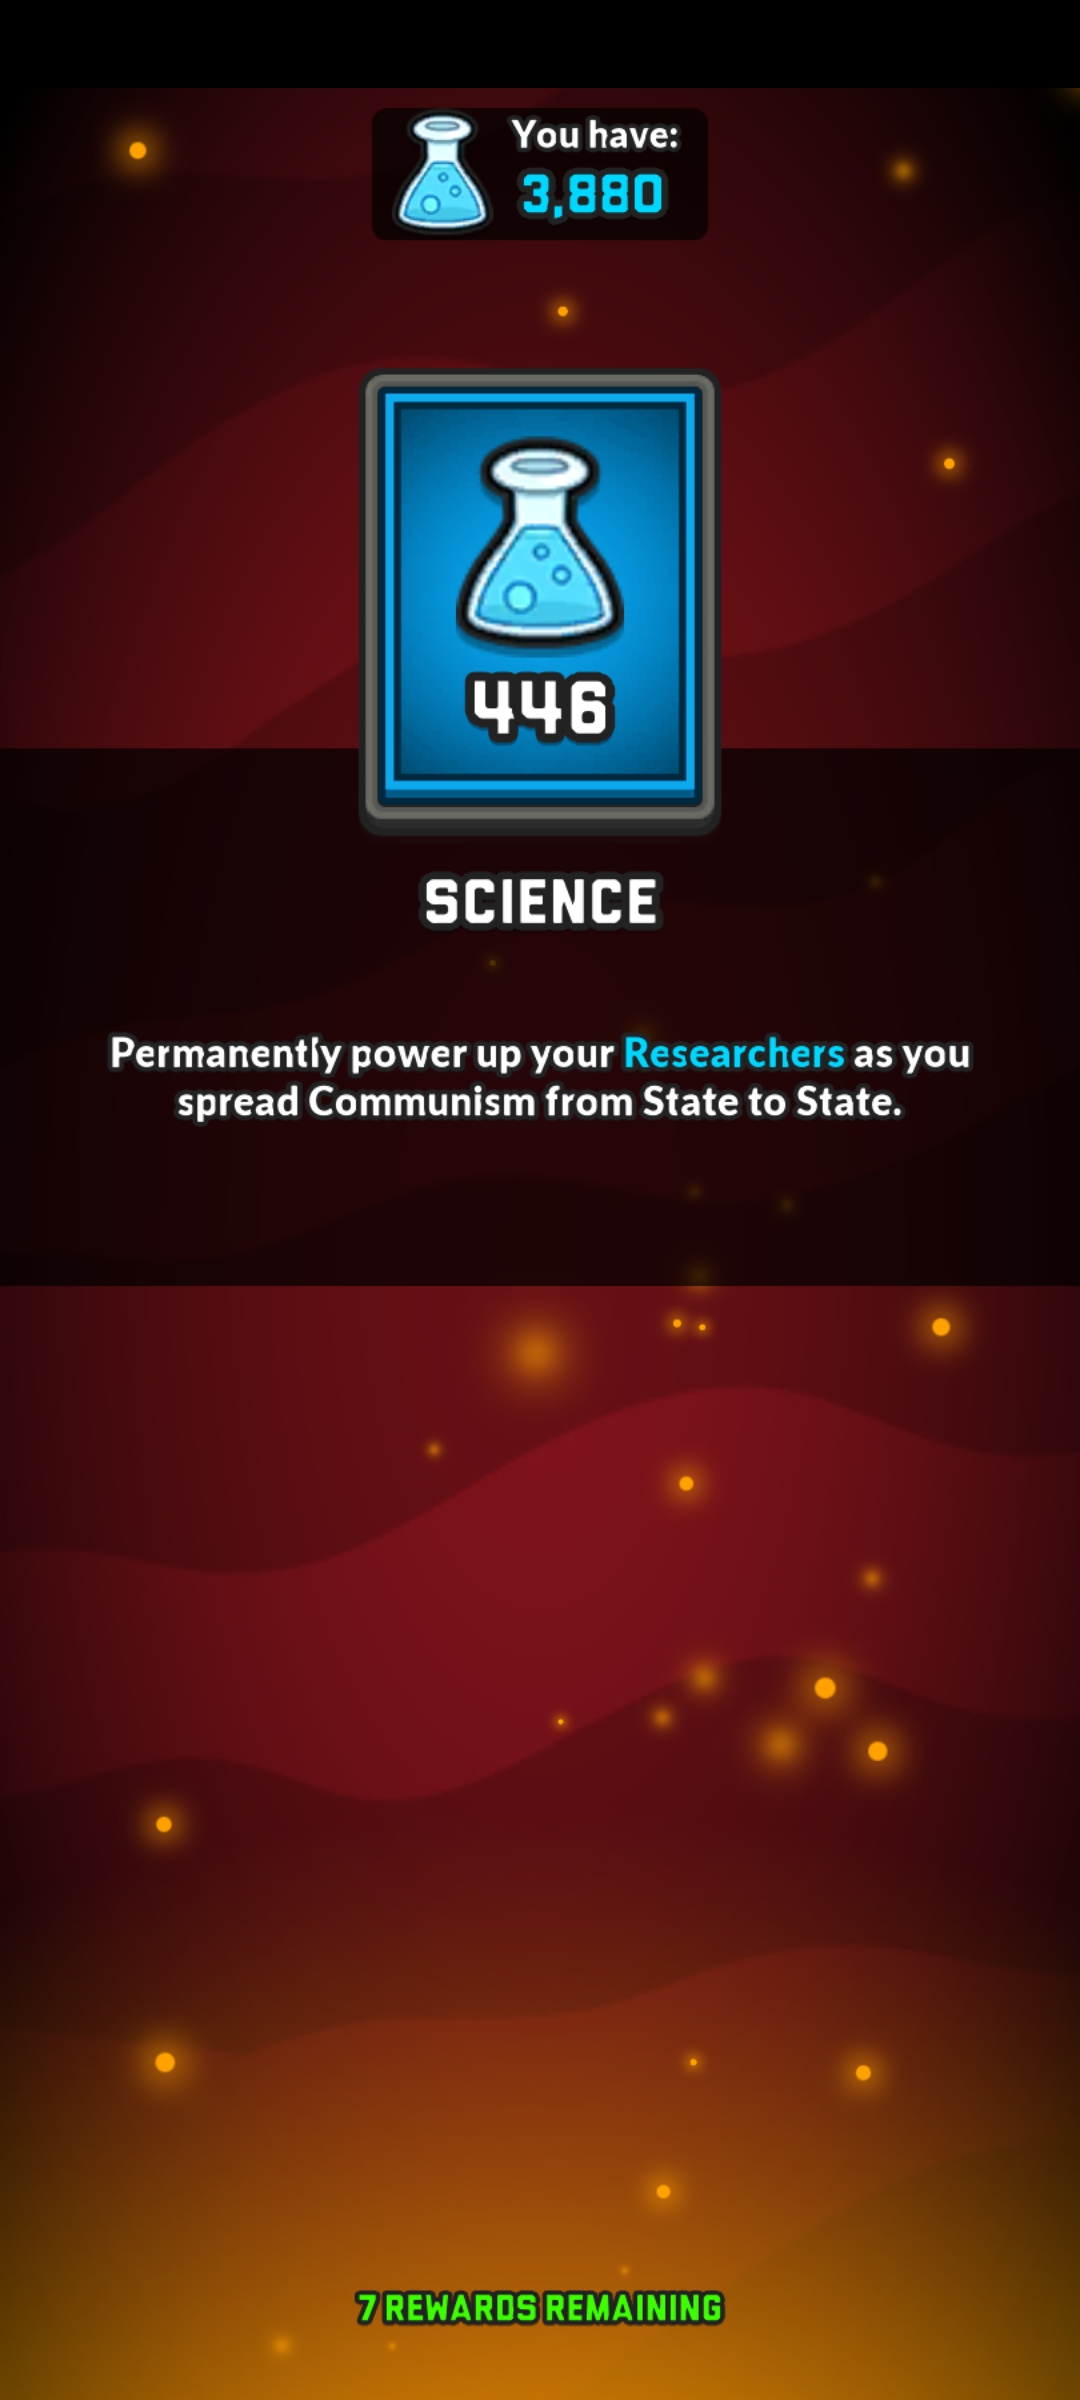 You have:
3,880
446
SCIENCE
Permanently power up your Researchers as you
spread Communism from State to State.
7 REWARDS REMAINING